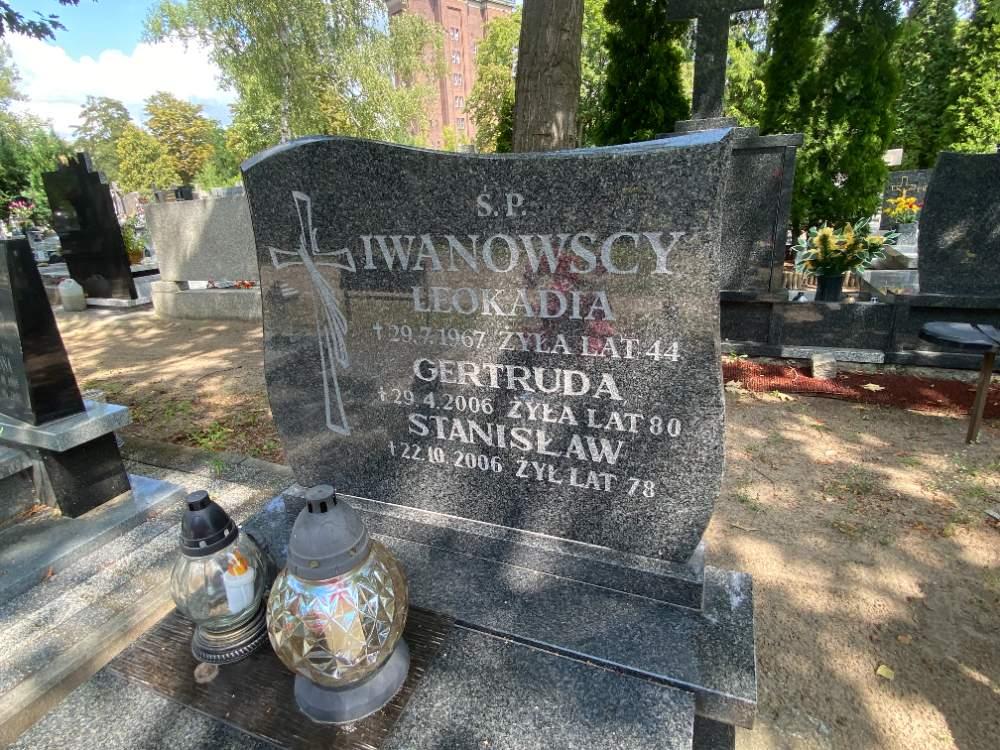 Ś.P.
IWANOWSCY
LEOKADIA
† 29.7.1967 ŻYŁA LAT 44
GERTRUDA
† 29.4.2006 ŻYŁA LAT 80
STANISŁAW
† 22.10.2006 ŻYŁ LAT 78